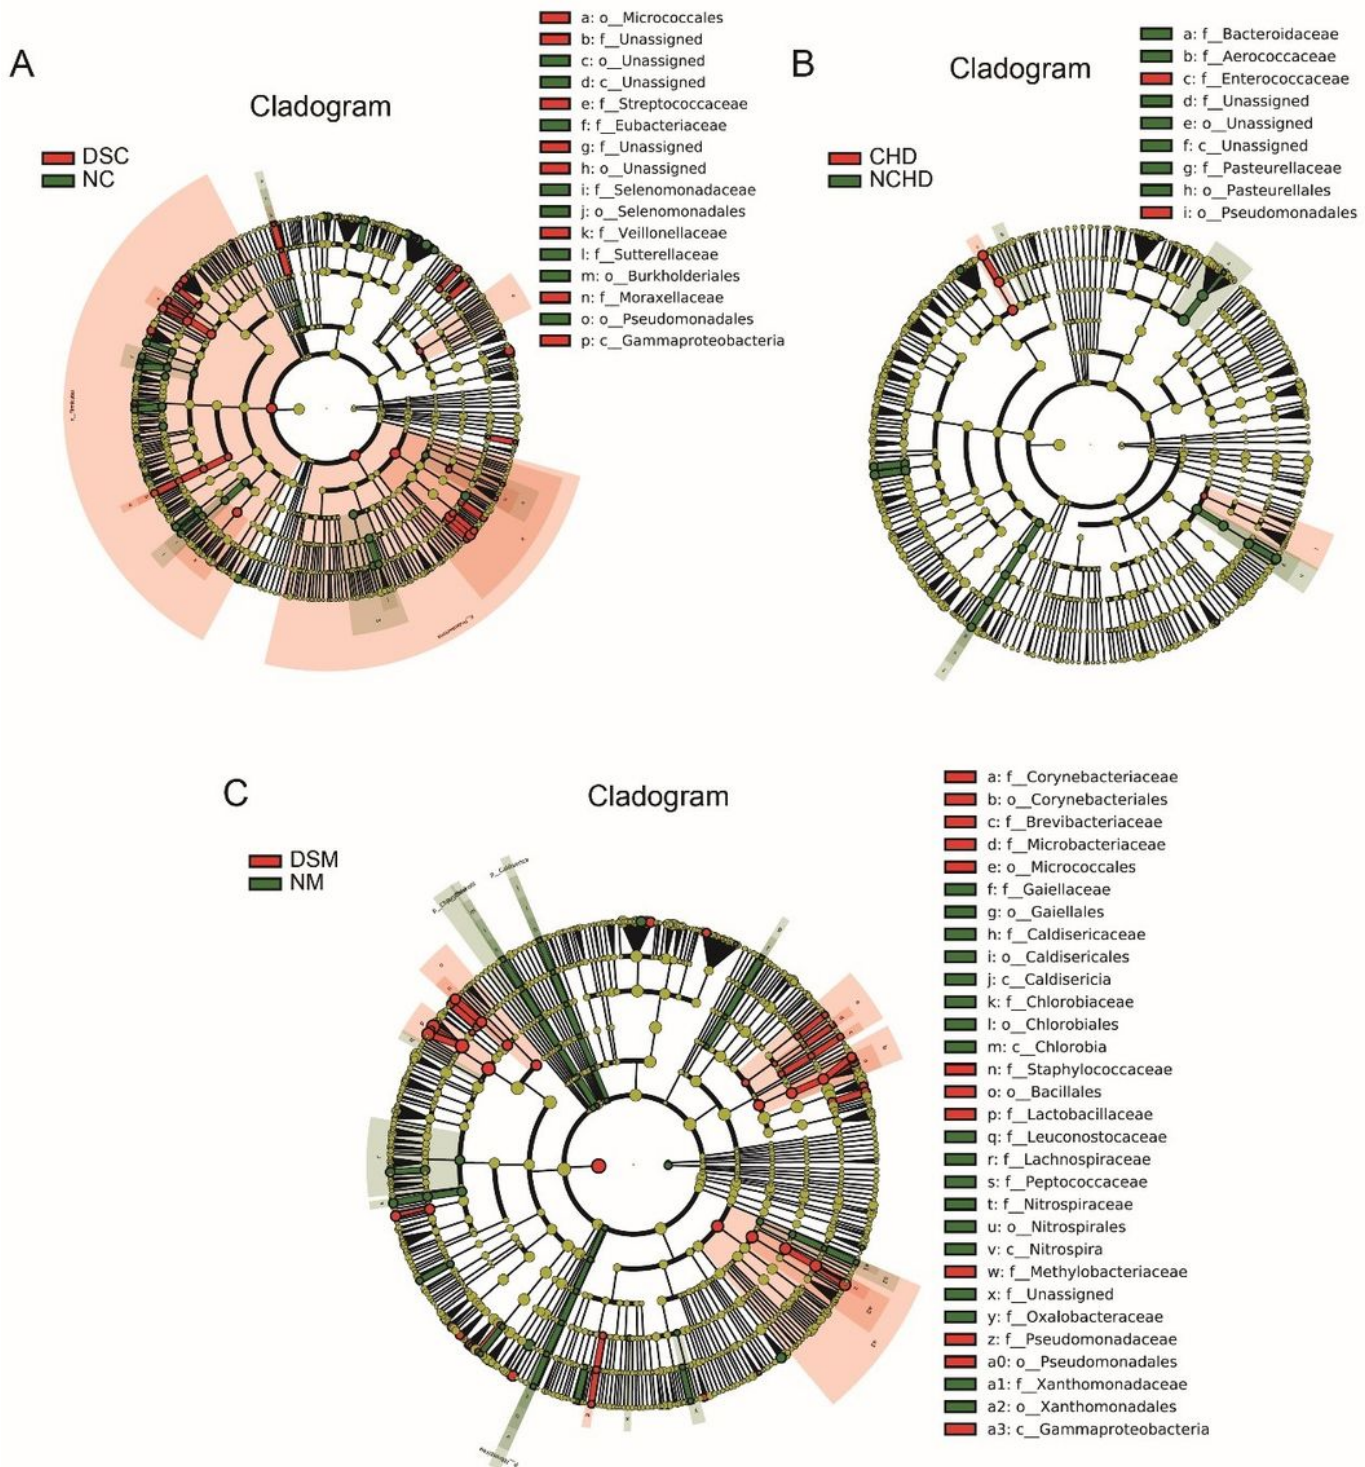 A
Cladogram
DSC
NC
a: o__Micrococcales
b: f__Unassigned
c: o__Unassigned
d: c__Unassigned
e: f__Streptococcaceae
f: f__Eubacteriaceae
g: f__Unassigned
h: o__Unassigned
i: f__Selenomonadaceae
j: o__Selenomonadales
k: f__Veillonellaceae
l: f__Sutterellaceae
m: o__Burkholderiales
n: f__Moraxellaceae
o: o__Pseudomonadales
p: c__Gammaproteobacteria
B
Cladogram
CHD
NCHD
a: f__Bacteroidaceae
b: f__Aerococcaceae
c: f__Enterococcaceae
d: f__Unassigned
e: o__Unassigned
f: c__Unassigned
g: f__Pasteurellaceae
h: o__Pasteurellales
i: o__Pseudomonadales
C
Cladogram
DSM
NM
p__Caldiserica
a: f__Corynebacteriaceae
b: o__Corynebacteriales
c: f__Brevibacteriaceae
d: f__Microbacteriaceae
e: o__Micrococcales
f: f__Gaiellaceae
g: o__Gaiellales
h: f__Caldisericaceae
i: o__Caldisericales
j: c__Caldisericia
k: f__Chlorobiaceae
l: o__Chlorobiales
m: c__Chlorobia
n: f__Staphylococcaceae
o: o__Bacillales
p: f__Lactobacillaceae
q: f__Leuconostocaceae
r: f__Lachnospiraceae
s: f__Peptococcaceae
t: f__Nitrospiraceae
u: o__Nitrospirales
v: c__Nitrospira
w: f__Methylobacteriaceae
x: f__Unassigned
y: f__Oxalobacteraceae
z: f__Pseudomonadaceae
a0: o__Pseudomonadales
a1: f__Xanthomonadaceae
a2: o__Xanthomonadales
a3: c__Gammaproteobacteria